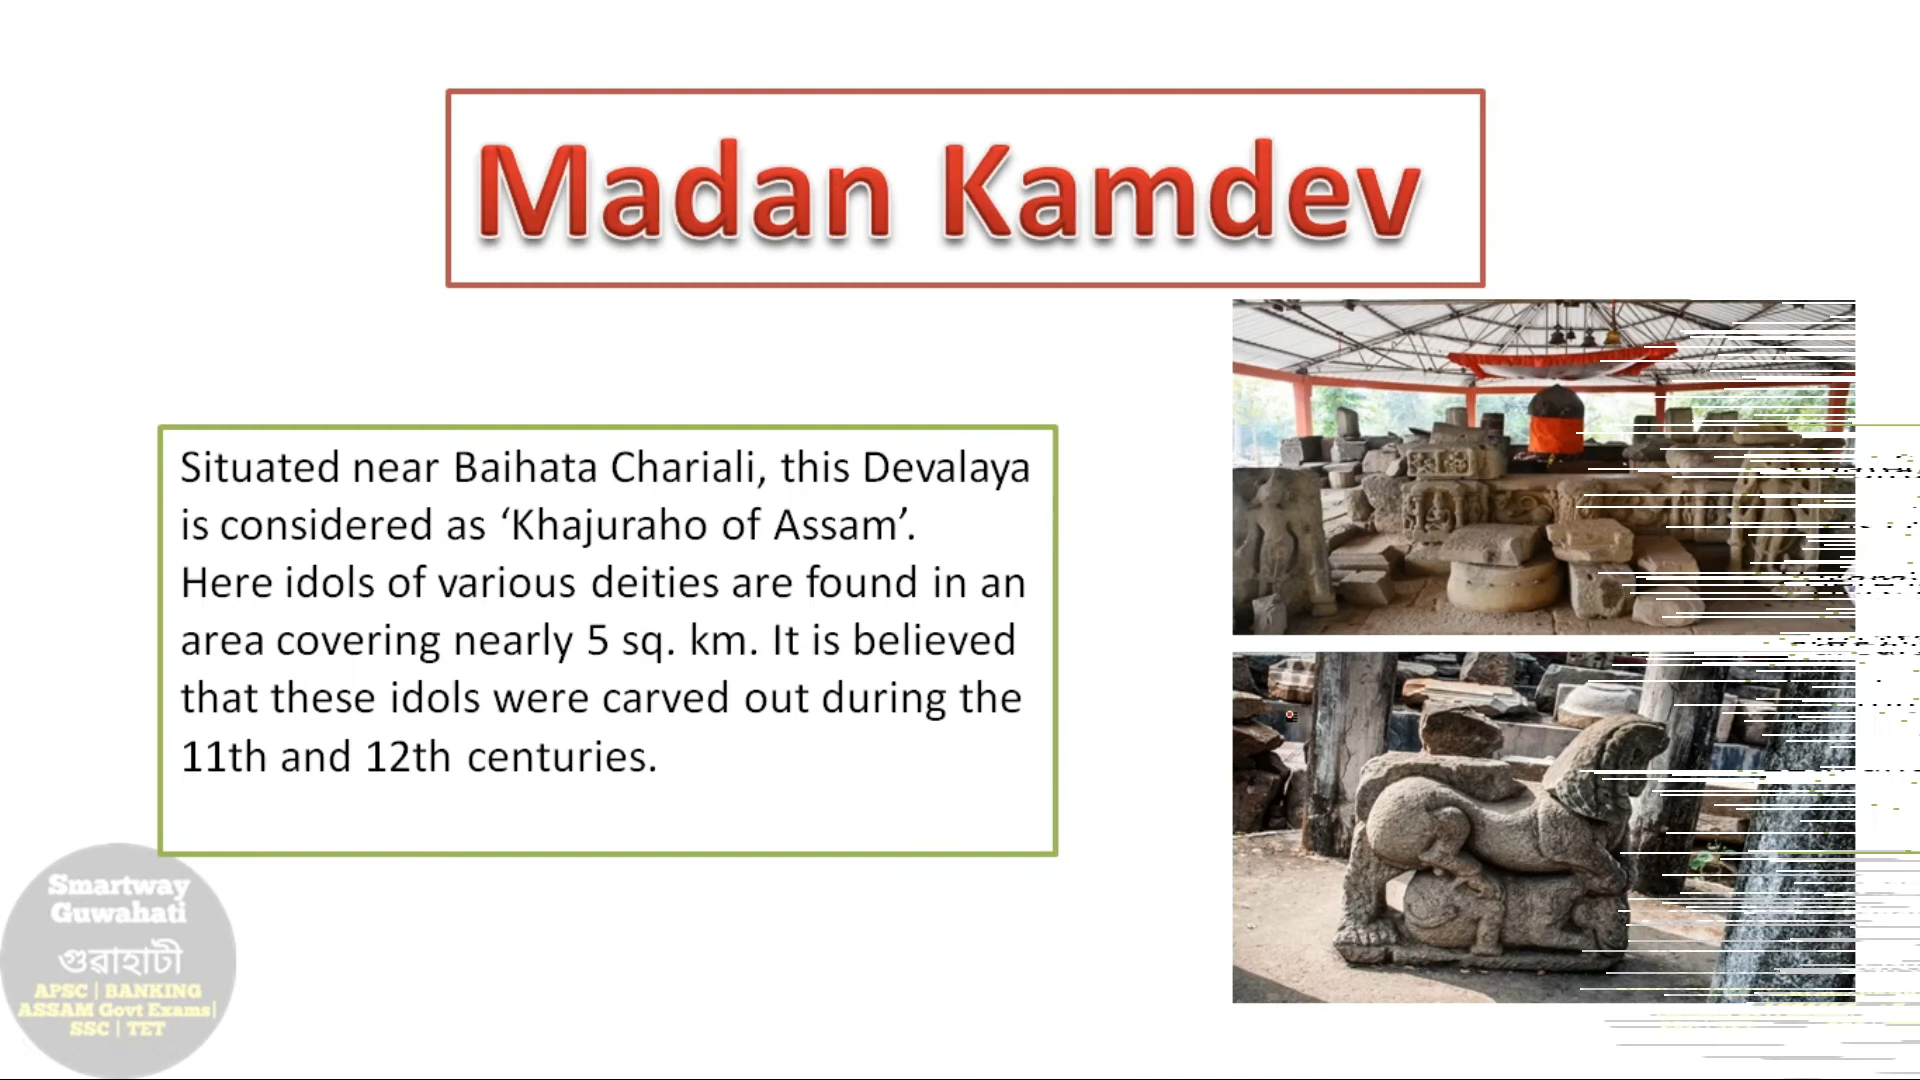 Madan Kamdev
Situated near Baihata Chariali, this Devalaya
is considered as ‘Khajuraho of Assam’.
Here idols of various deities are found in an
area covering nearly 5 sq. km. It is believed
that these idols were carved out during the
11th and 12th centuries.
Smartway
Guwahati
গুৱাহাটী
APSC | BANKING
ASSAM Govt Exams|
SSC | TET